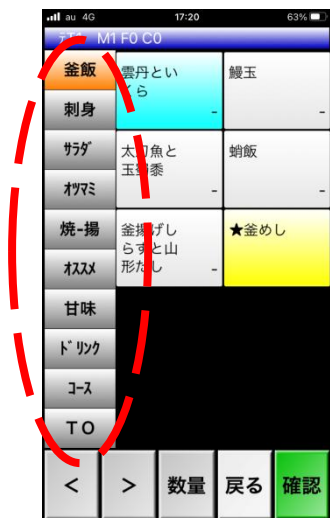 au 4G 17:20 63%
M1 F0 C0
釜飯
刺身
ｻﾗﾀﾞ
ｵﾂﾏﾐ
焼-揚
ｵｽｽﾒ
甘味
ﾄﾞﾘﾝｸ
ｺｰｽ
ＴＯ
雲丹とい
くら
-
鰻玉
-
太刀魚と
玉蜀黍
-
蛸飯
-
釜揚げし
らすと山
形だし
-
★釜めし
<
>
数量
戻る
確認